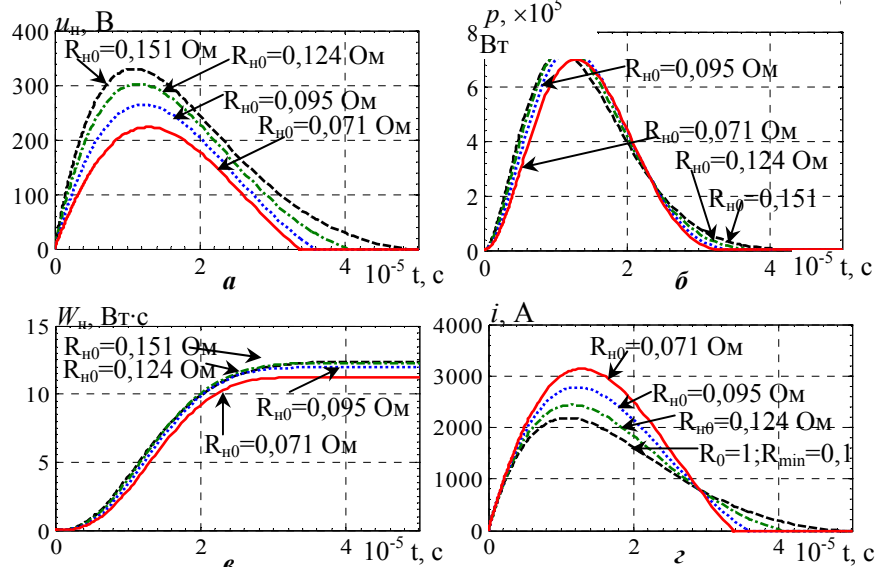 uн, В
400
300
200
100
0
Rн0=0,151 Ом
Rн0=0,124 Ом
Rн0=0,095 Ом
Rн0=0,071 Ом
0
2
4
10-5 t, с
а
p, ×10⁵
Вт
8
6
4
2
0
Rн0=0,095 Ом
Rн0=0,071 Ом
Rн0=0,124 Ом
Rн0=0,151
0
2
4
10-5 t, с
б
Wн, Вт·с
15
10
5
0
Rн0=0,151 Ом
Rн0=0,124 Ом
Rн0=0,095 Ом
Rн0=0,071 Ом
0
2
4
10-5 t, с
в
i, А
4000
3000
2000
1000
0
Rн0=0,071 Ом
Rн0=0,095 Ом
Rн0=0,124 Ом
R0=1;Rmin=0,1
0
2
4
10-5 t, с
г